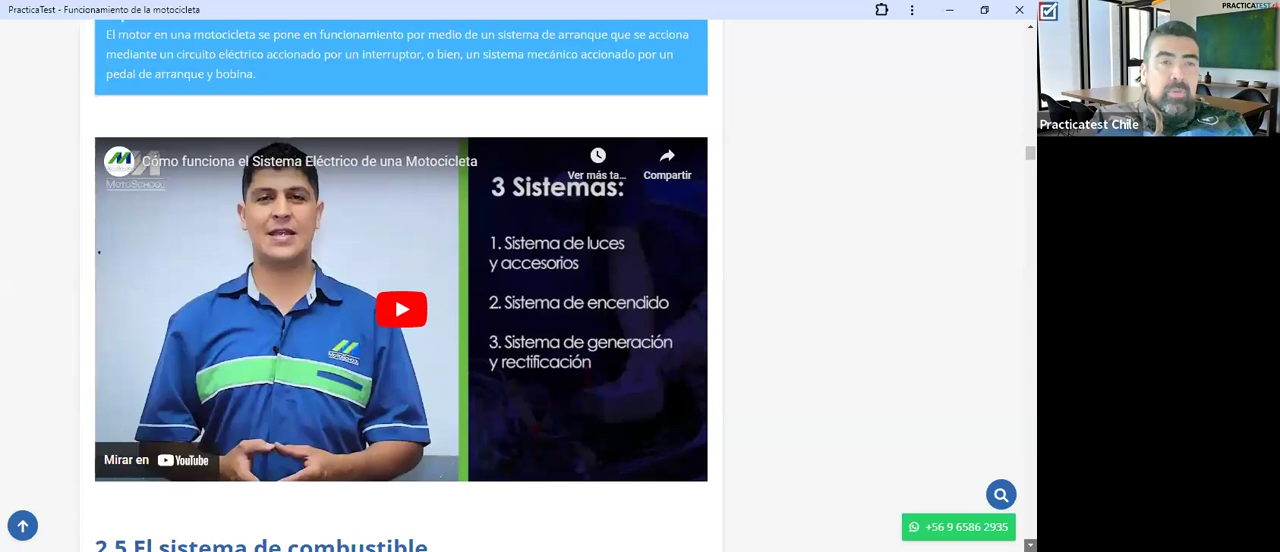 PracticaTest - Funcionamiento de la motocicleta
El motor en una motocicleta se pone en funcionamiento por medio de un sistema de arranque que se acciona
mediante un circuito eléctrico accionado por un interruptor, o bien, un sistema mecánico accionado por un
pedal de arranque y bobina.
Cómo funciona el Sistema Eléctrico de una Motocicleta
MOTOSCHOOL
Ver más ta...
Compartir
3 Sistemas:
1. Sistema de luces
y accesorios
2. Sistema de encendido
3. Sistema de generación
y rectificación
MOTOSCHOOL
Mirar en YouTube
+56 9 6586 2935
2.5 El sistema de combustible
PRACTICATEST.cl
Practicatest Chile